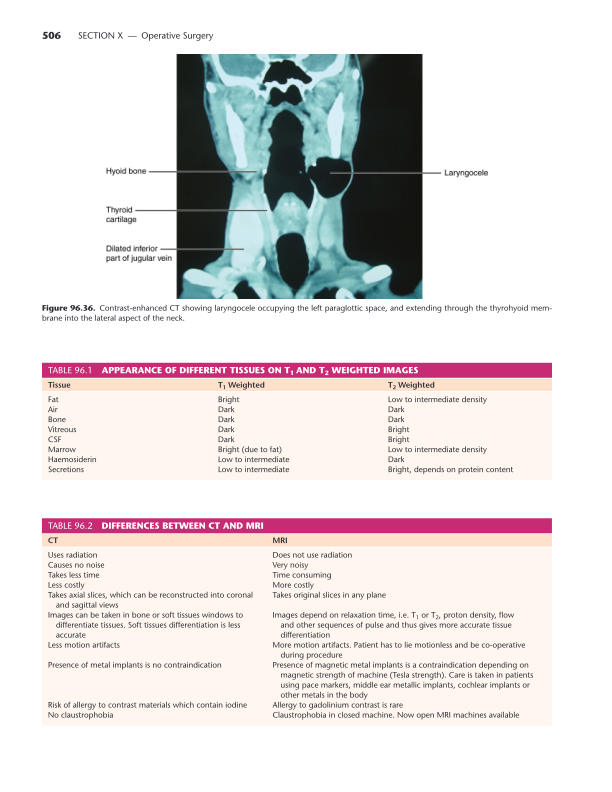 506 SECTION X — Operative Surgery
Hyoid bone
Laryngocele
Thyroid
cartilage
Dilated inferior
part of jugular vein
Figure 96.36. Contrast-enhanced CT showing laryngocele occupying the left paraglottic space, and extending through the thyrohyoid mem-
brane into the lateral aspect of the neck.
TABLE 96.1 APPEARANCE OF DIFFERENT TISSUES ON T1 AND T2 WEIGHTED IMAGES
Tissue T1 Weighted T2 Weighted
Fat Bright Low to intermediate density
Air Dark Dark
Bone Dark Dark
Vitreous Dark Bright
CSF Dark Bright
Marrow Bright (due to fat) Low to intermediate density
Haemosiderin Low to intermediate Dark
Secretions Low to intermediate Bright, depends on protein content
TABLE 96.2 DIFFERENCES BETWEEN CT AND MRI
CT MRI
Uses radiation Does not use radiation
Causes no noise Very noisy
Takes less time Time consuming
Less costly More costly
Takes axial slices, which can be reconstructed into coronal Takes original slices in any plane
and sagittal views
Images can be taken in bone or soft tissues windows to Images depend on relaxation time, i.e. T1 or T2, proton density, flow
differentiate tissues. Soft tissues differentiation is less and other sequences of pulse and thus gives more accurate tissue
accurate differentiation
Less motion artifacts More motion artifacts. Patient has to lie motionless and be co-operative
during procedure
Presence of metal implants is no contraindication Presence of magnetic metal implants is a contraindication depending on
magnetic strength of machine (Tesla strength). Care is taken in patients
using pace markers, middle ear metallic implants, cochlear implants or
other metals in the body
Risk of allergy to contrast materials which contain iodine Allergy to gadolinium contrast is rare
No claustrophobia Claustrophobia in closed machine. Now open MRI machines available